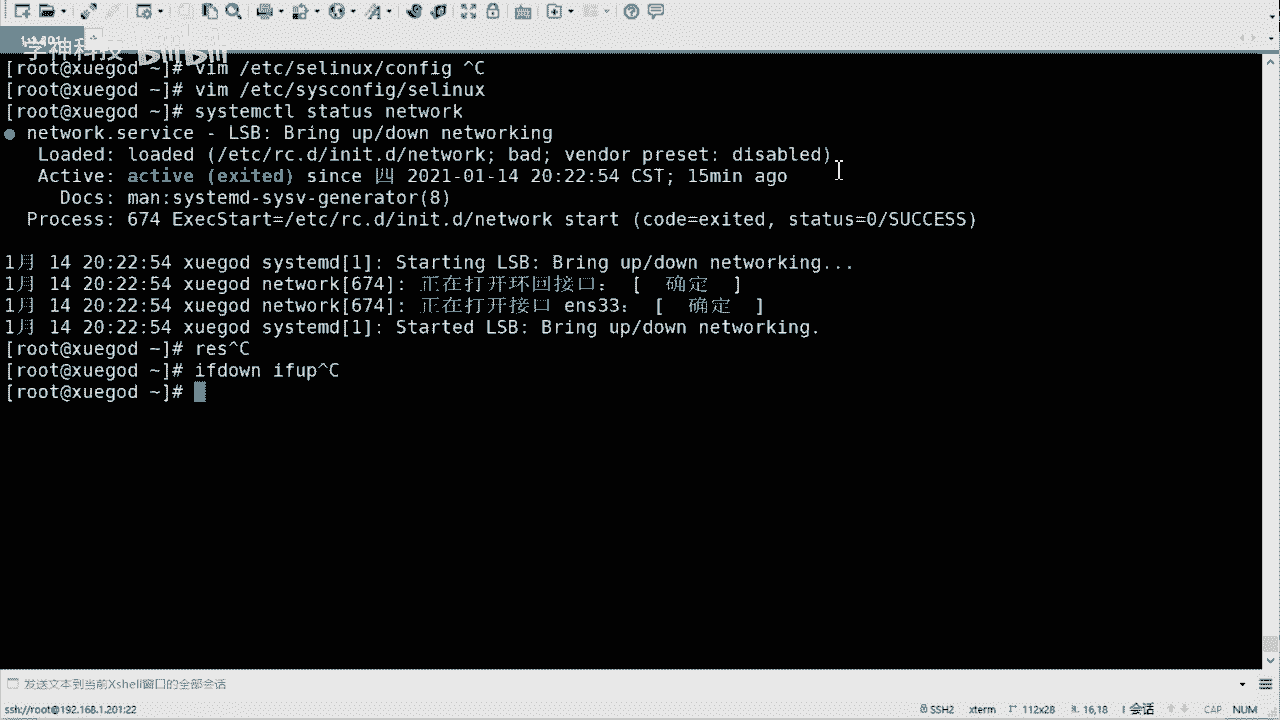 学神科技 bilibili
[root@xuegod ~]# vim /etc/selinux/config ^C
[root@xuegod ~]# vim /etc/sysconfig/selinux
[root@xuegod ~]# systemctl status network
● network.service - LSB: Bring up/down networking
Loaded: loaded (/etc/rc.d/init.d/network; bad; vendor preset: disabled)
Active: active (exited) since 四 2021-01-14 20:22:54 CST; 15min ago
Docs: man:systemd-sysv-generator(8)
Process: 674 ExecStart=/etc/rc.d/init.d/network start (code=exited, status=0/SUCCESS)
1月 14 20:22:54 xuegod systemd[1]: Starting LSB: Bring up/down networking...
1月 14 20:22:54 xuegod network[674]: 正在打开环回接口： [  确定  ]
1月 14 20:22:54 xuegod network[674]: 正在打开接口 ens33： [  确定  ]
1月 14 20:22:54 xuegod systemd[1]: Started LSB: Bring up/down networking.
[root@xuegod ~]# res^C
[root@xuegod ~]# ifdown ifup^C
[root@xuegod ~]#
发送文本到当前Xshell窗口的全部会话
ssh://root@192.168.1.201:22 SSH2 xterm 112x28 16,18 1 会话 CAP NUM